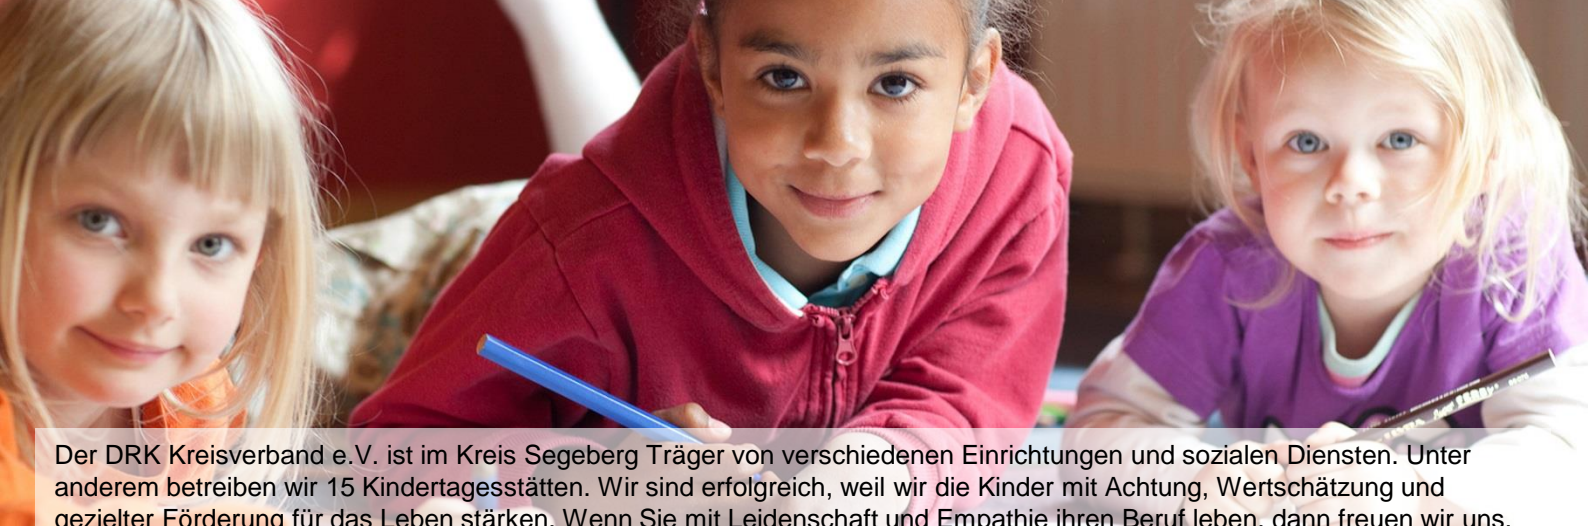 Der DRK Kreisverband e.V. ist im Kreis Segeberg Träger von verschiedenen Einrichtungen und sozialen Diensten. Unter
anderem betreiben wir 15 Kindertagesstätten. Wir sind erfolgreich, weil wir die Kinder mit Achtung, Wertschätzung und
gezielter Förderung für das Leben stärken. Wenn Sie mit Leidenschaft und Empathie ihren Beruf leben, dann freuen wir uns,